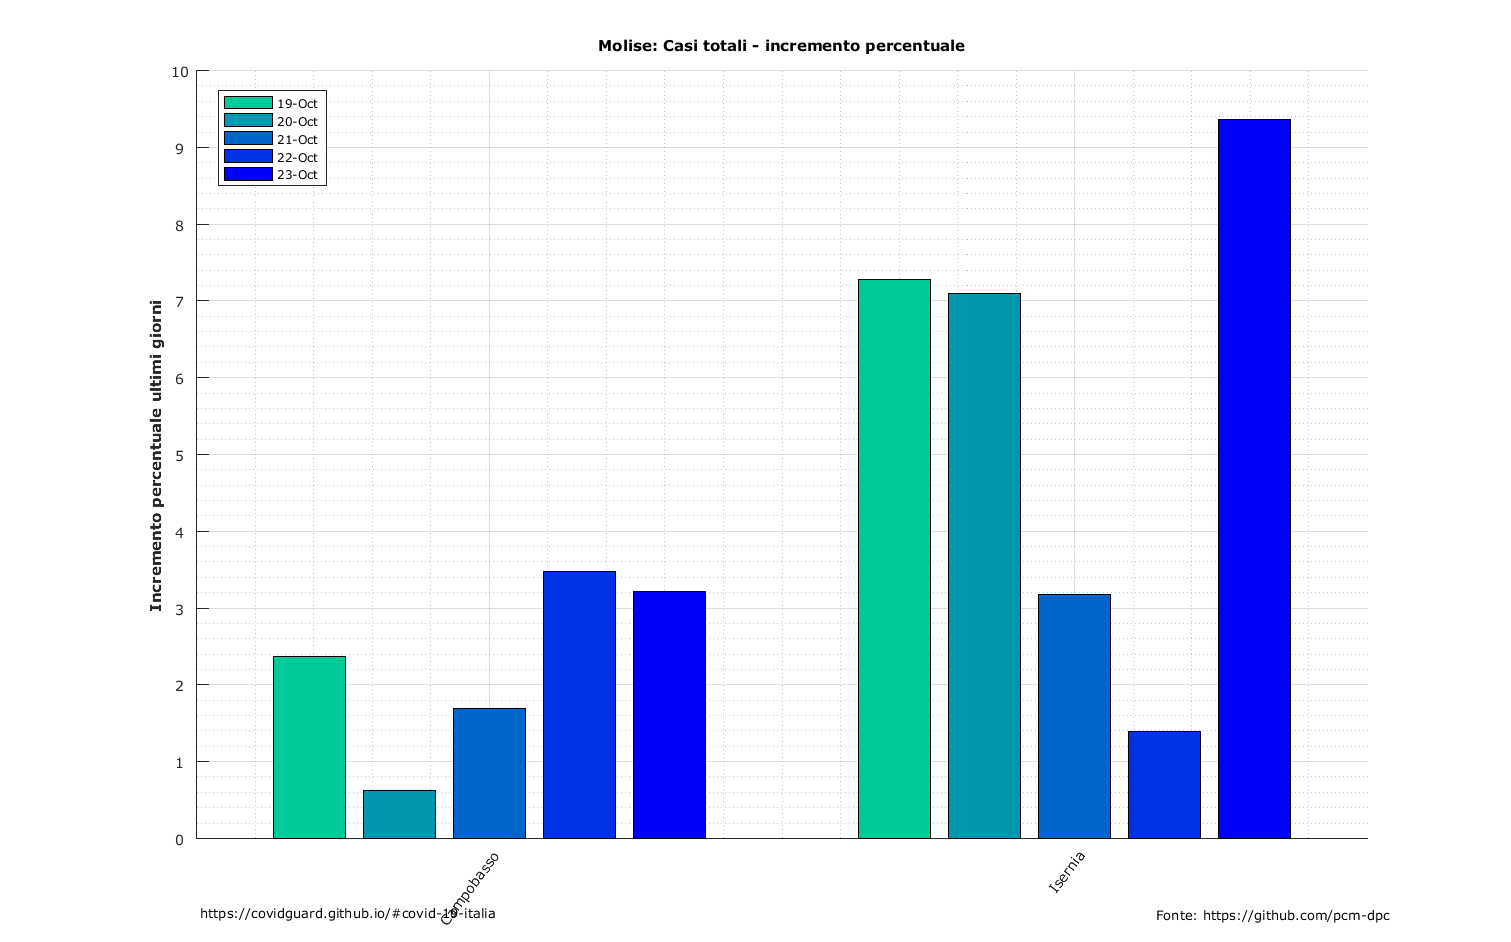 Molise: Casi totali - incremento percentuale
10
9
8
7
6
5
4
3
2
1
0
Incremento percentuale ultimi giorni
19-Oct
20-Oct
21-Oct
22-Oct
23-Oct
Campobasso
Isernia
https://covidguard.github.io/#covid-19-italia
Fonte: https://github.com/pcm-dpc